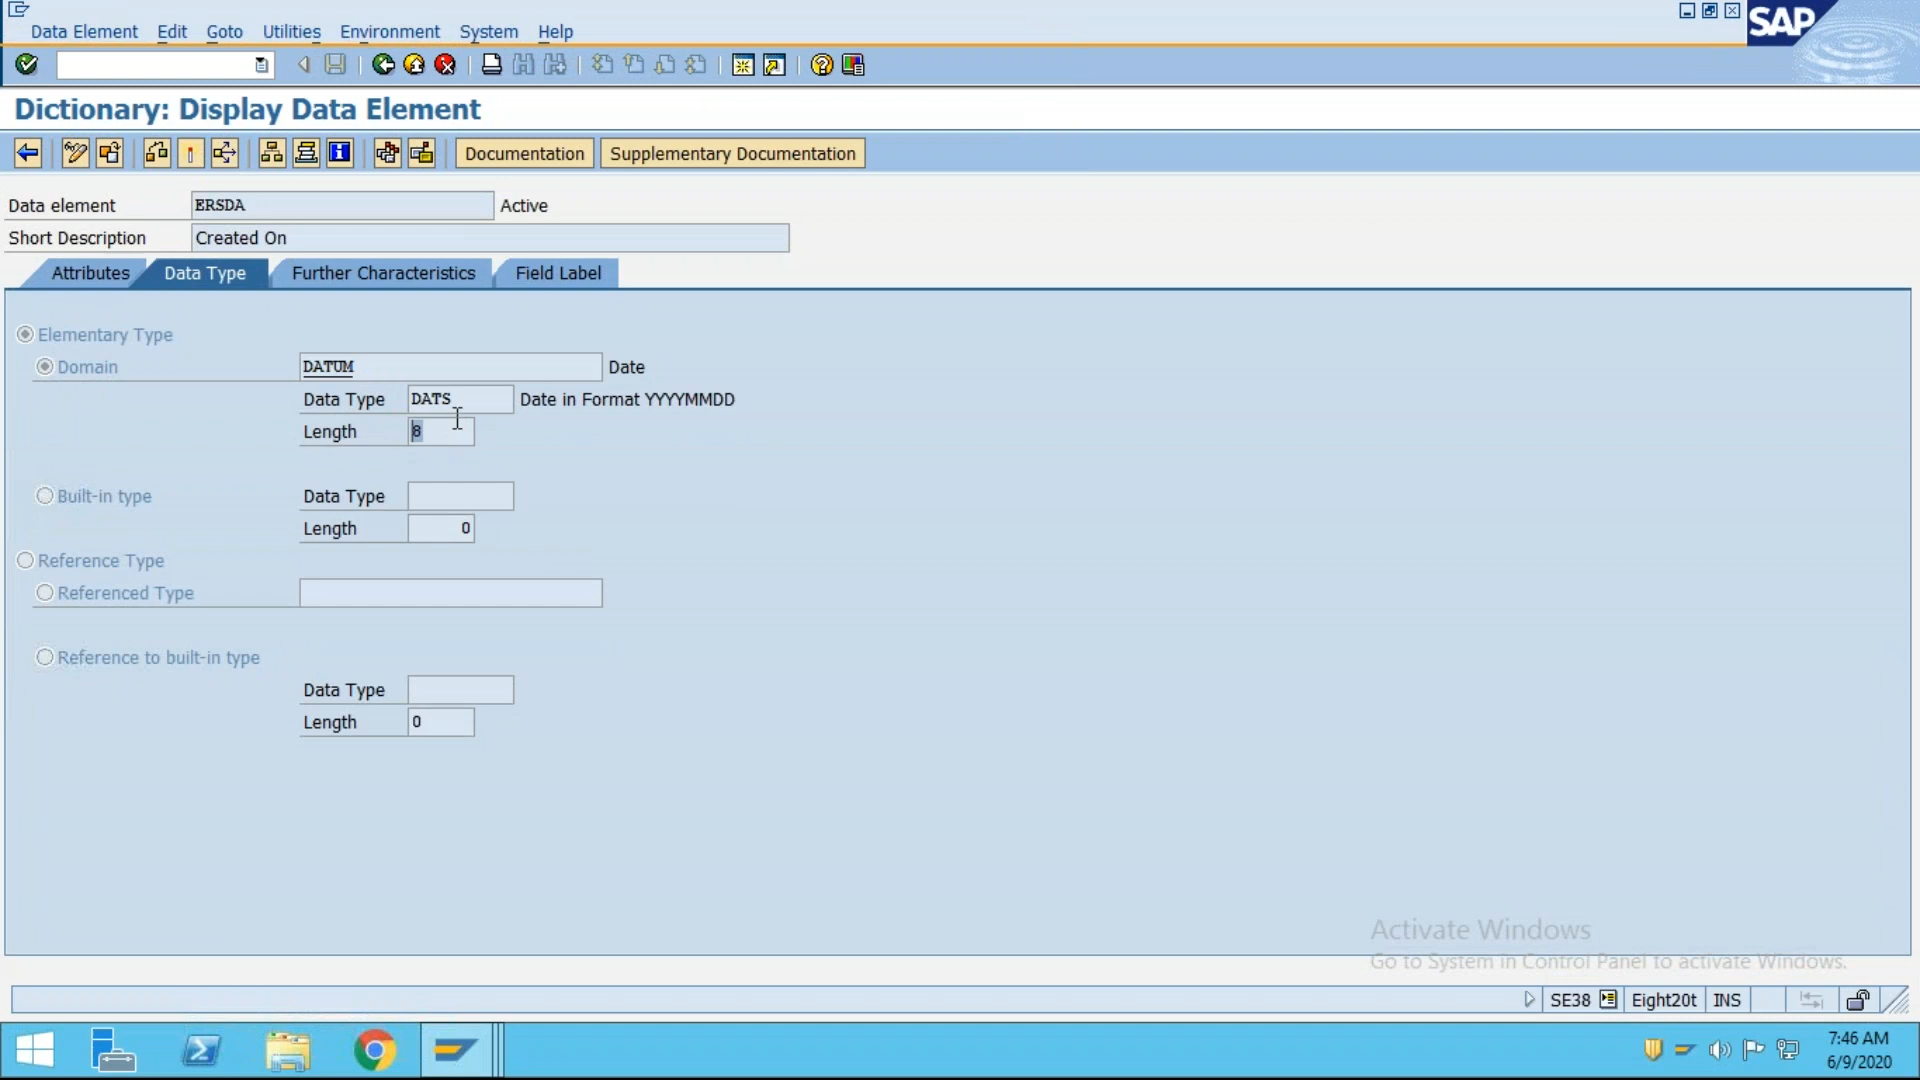 Data Element Edit Goto Utilities Environment System Help
SAP
Dictionary: Display Data Element
Documentation Supplementary Documentation
Data element ERSDA Active
Short Description Created On
Attributes Data Type Further Characteristics Field Label
Elementary Type
Domain DATUM Date
Data Type DATS Date in Format YYYYMMDD
Length 8
Built-in type Data Type
Length 0
Reference Type
Referenced Type
Reference to built-in type
Data Type
Length 0
Activate Windows
Go to System in Control Panel to activate Windows.
SE38 Eight20t INS
7:46 AM
6/9/2020